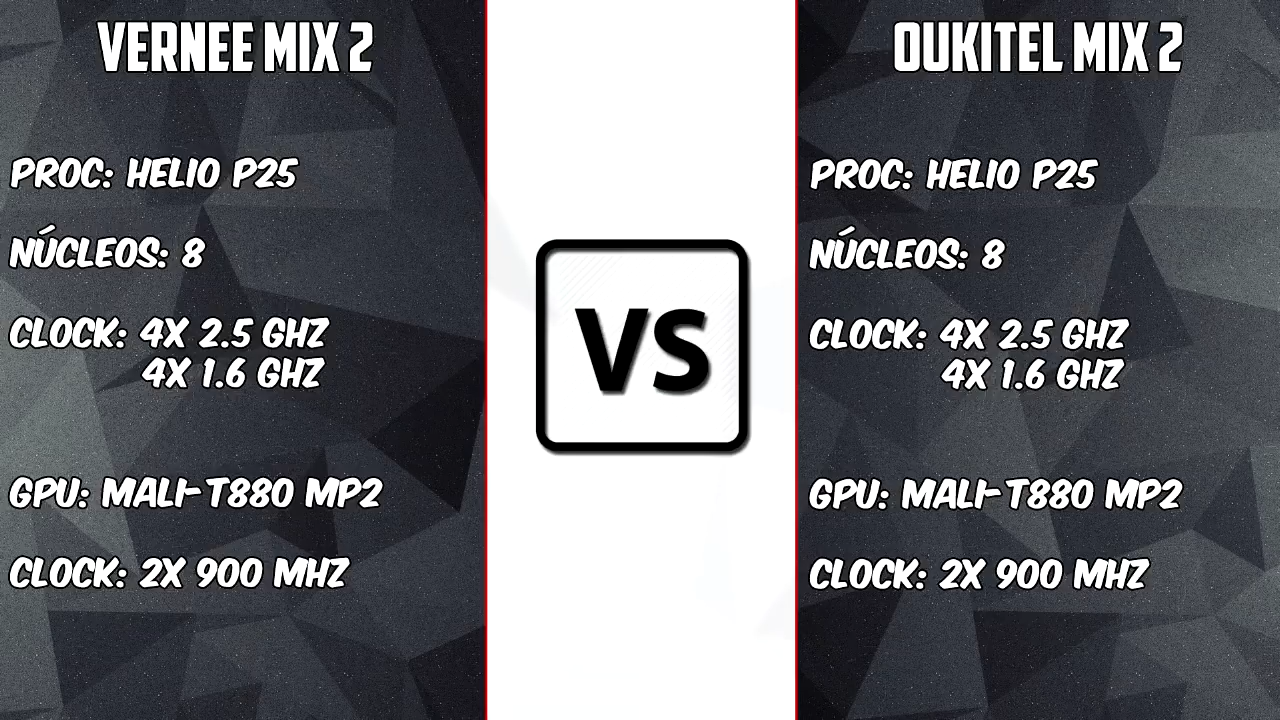 VERNEE MIX 2
PROC: HELIO P25
NÚCLEOS: 8
CLOCK: 4X 2.5 GHZ
4X 1.6 GHZ
GPU: MALI-T880 MP2
CLOCK: 2X 900 MHZ
VS
OUKITEL MIX 2
PROC: HELIO P25
NÚCLEOS: 8
CLOCK: 4X 2.5 GHZ
4X 1.6 GHZ
GPU: MALI-T880 MP2
CLOCK: 2X 900 MHZ